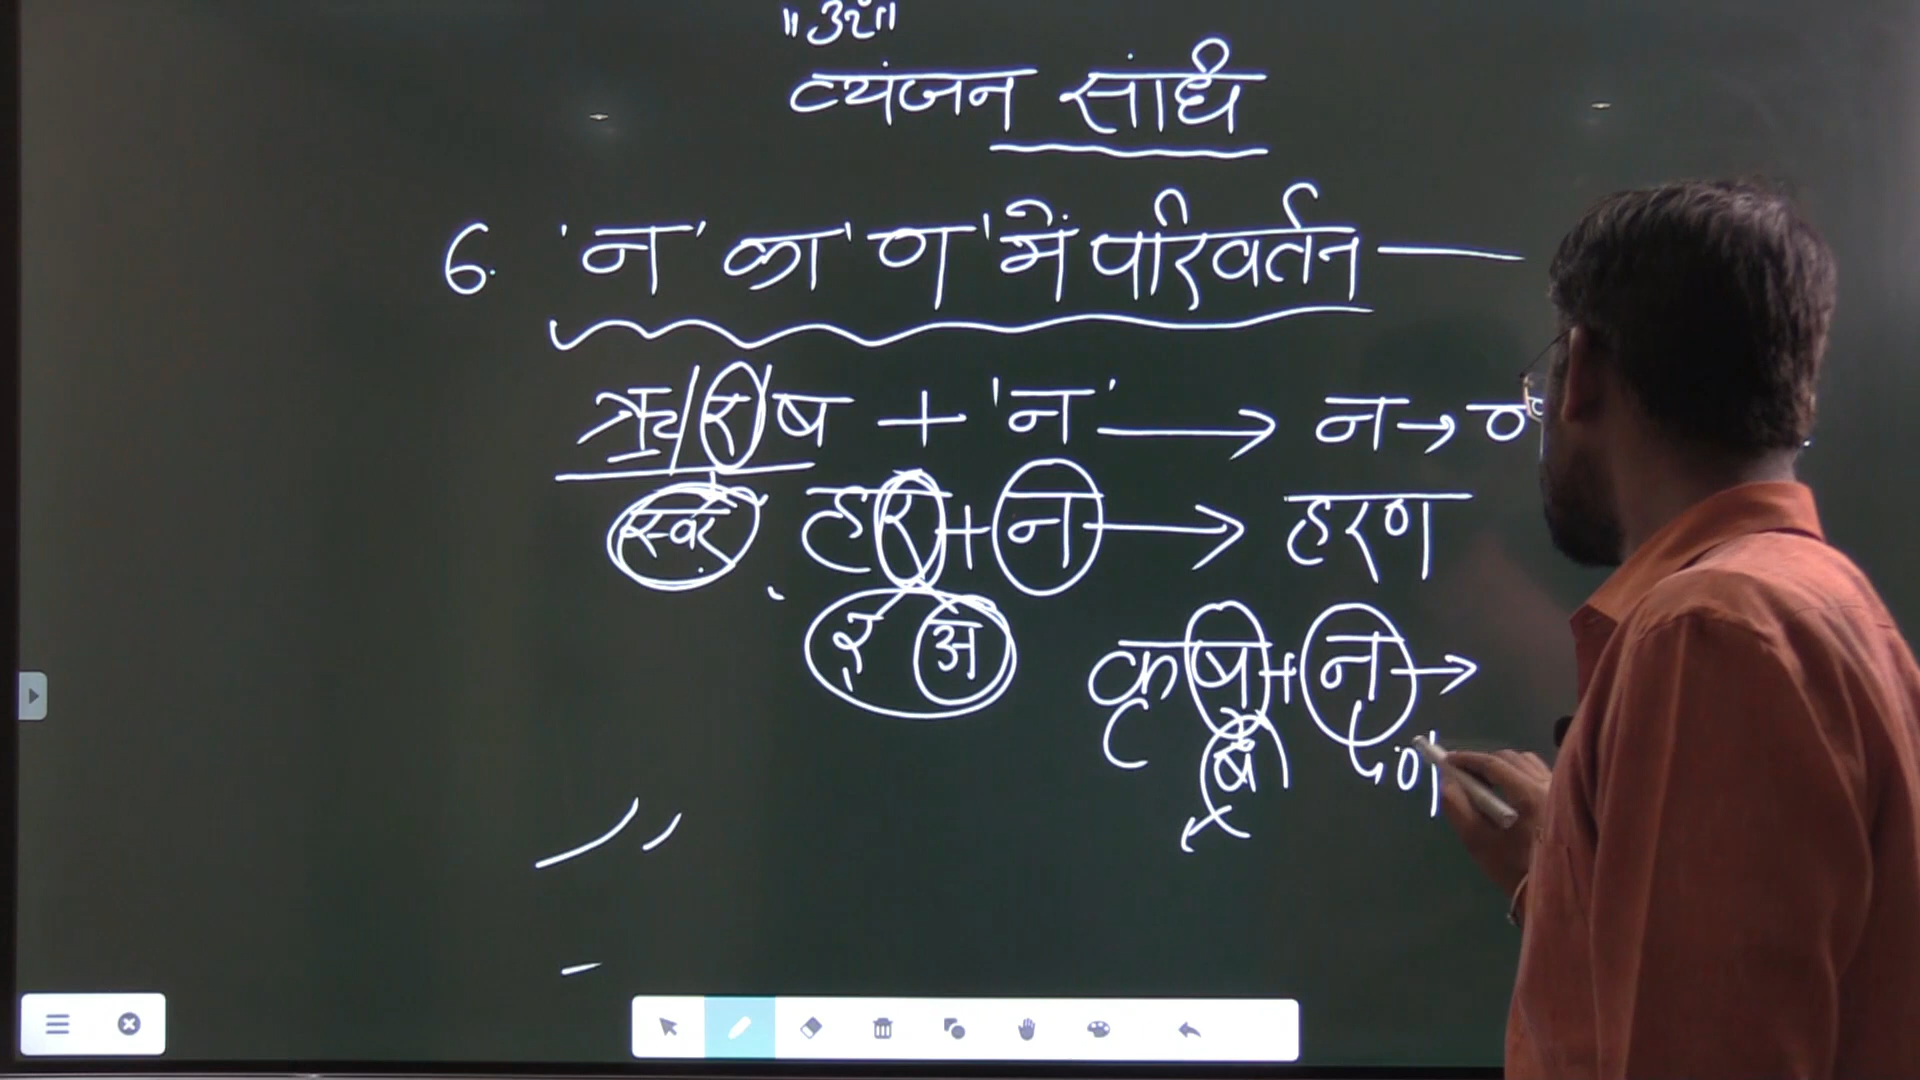 ॥ॐ॥
व्यंजन संधि
6. 'न' का 'ण' में परिवर्तन —
ऋ/र/ष + 'न' → न → ण
स्वर हर + न → हरण
र् अ
कृष + न →
ष् ण